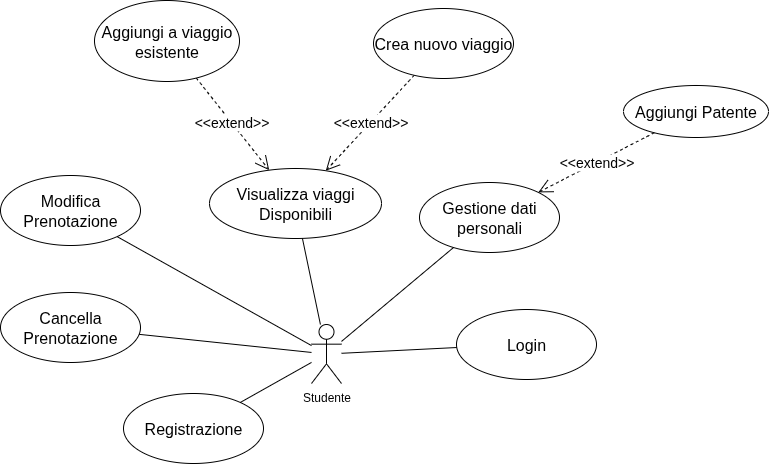 Aggiungi a viaggio
esistente
Crea nuovo viaggio
<<extend>>
<<extend>>
Aggiungi Patente
<<extend>>
Modifica
Prenotazione
Visualizza viaggi
Disponibili
Gestione dati
personali
Cancella
Prenotazione
Login
Studente
Registrazione